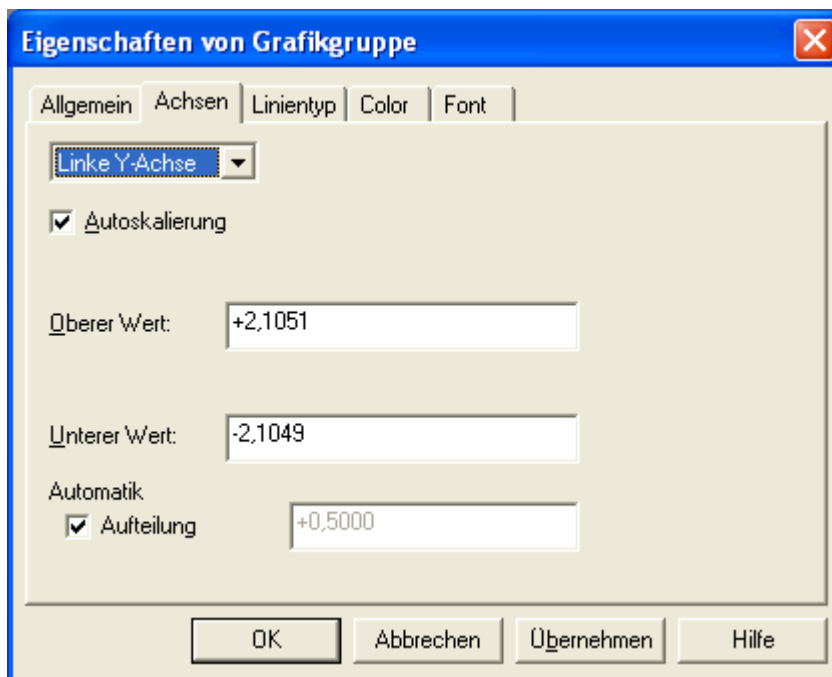 Eigenschaften von Grafikgruppe
Allgemein Achsen Linientyp Color Font
Linke Y-Achse
Autoskalierung
Oberer Wert: +2,1051
Unterer Wert: -2,1049
Automatik
Aufteilung +0,5000
OK Abbrechen Übernehmen Hilfe